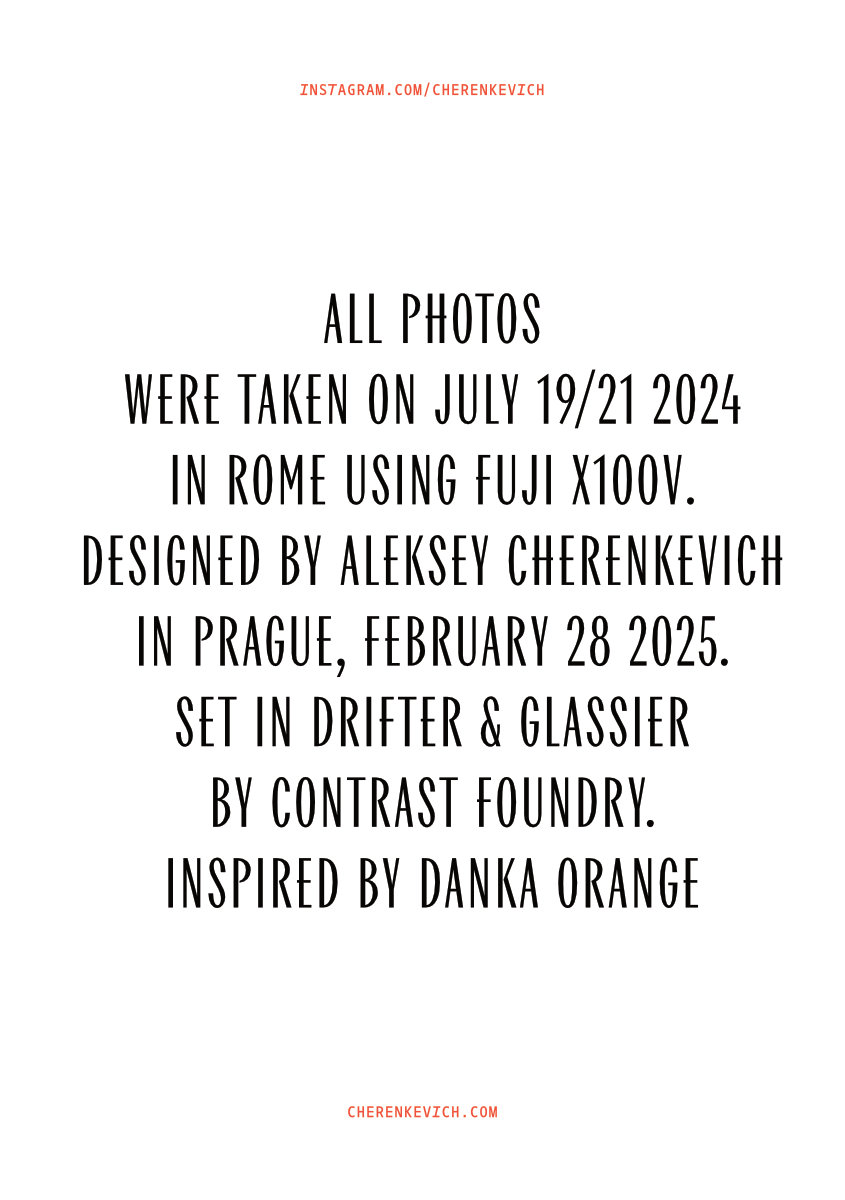 INSTAGRAM.COM/CHERENKEVICH
ALL PHOTOS
WERE TAKEN ON JULY 19/21 2024
IN ROME USING FUJI X100V.
DESIGNED BY ALEKSEY CHERENKEVICH
IN PRAGUE, FEBRUARY 28 2025.
SET IN DRIFTER & GLASSIER
BY CONTRAST FOUNDRY.
INSPIRED BY DANKA ORANGE
CHERENKEVICH.COM